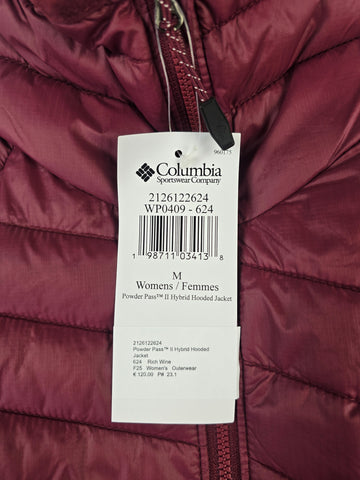 960175
Columbia
Sportswear Company
2126122624
WP0409 - 624
1 98711 03413 8
M
Womens / Femmes
Powder Pass™ II Hybrid Hooded Jacket
2126122624
Powder Pass™ II Hybrid Hooded
Jacket
624 Rich Wine
F25 Women's Outerwear
€ 120.00 P# 23.1